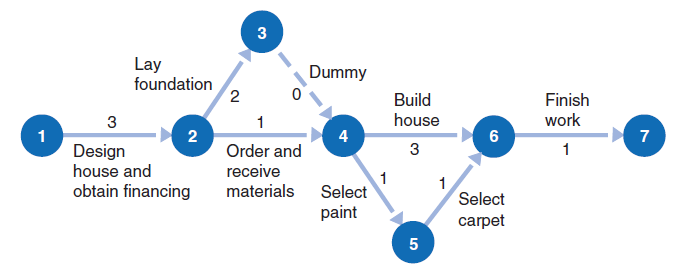 3
Lay
foundation
2
Dummy
0
Build
house
3
Finish
work
1
1
3
2
1
4
6
7
Design
house and
obtain financing
Order and
receive
materials
Select
paint
1
1
Select
carpet
5